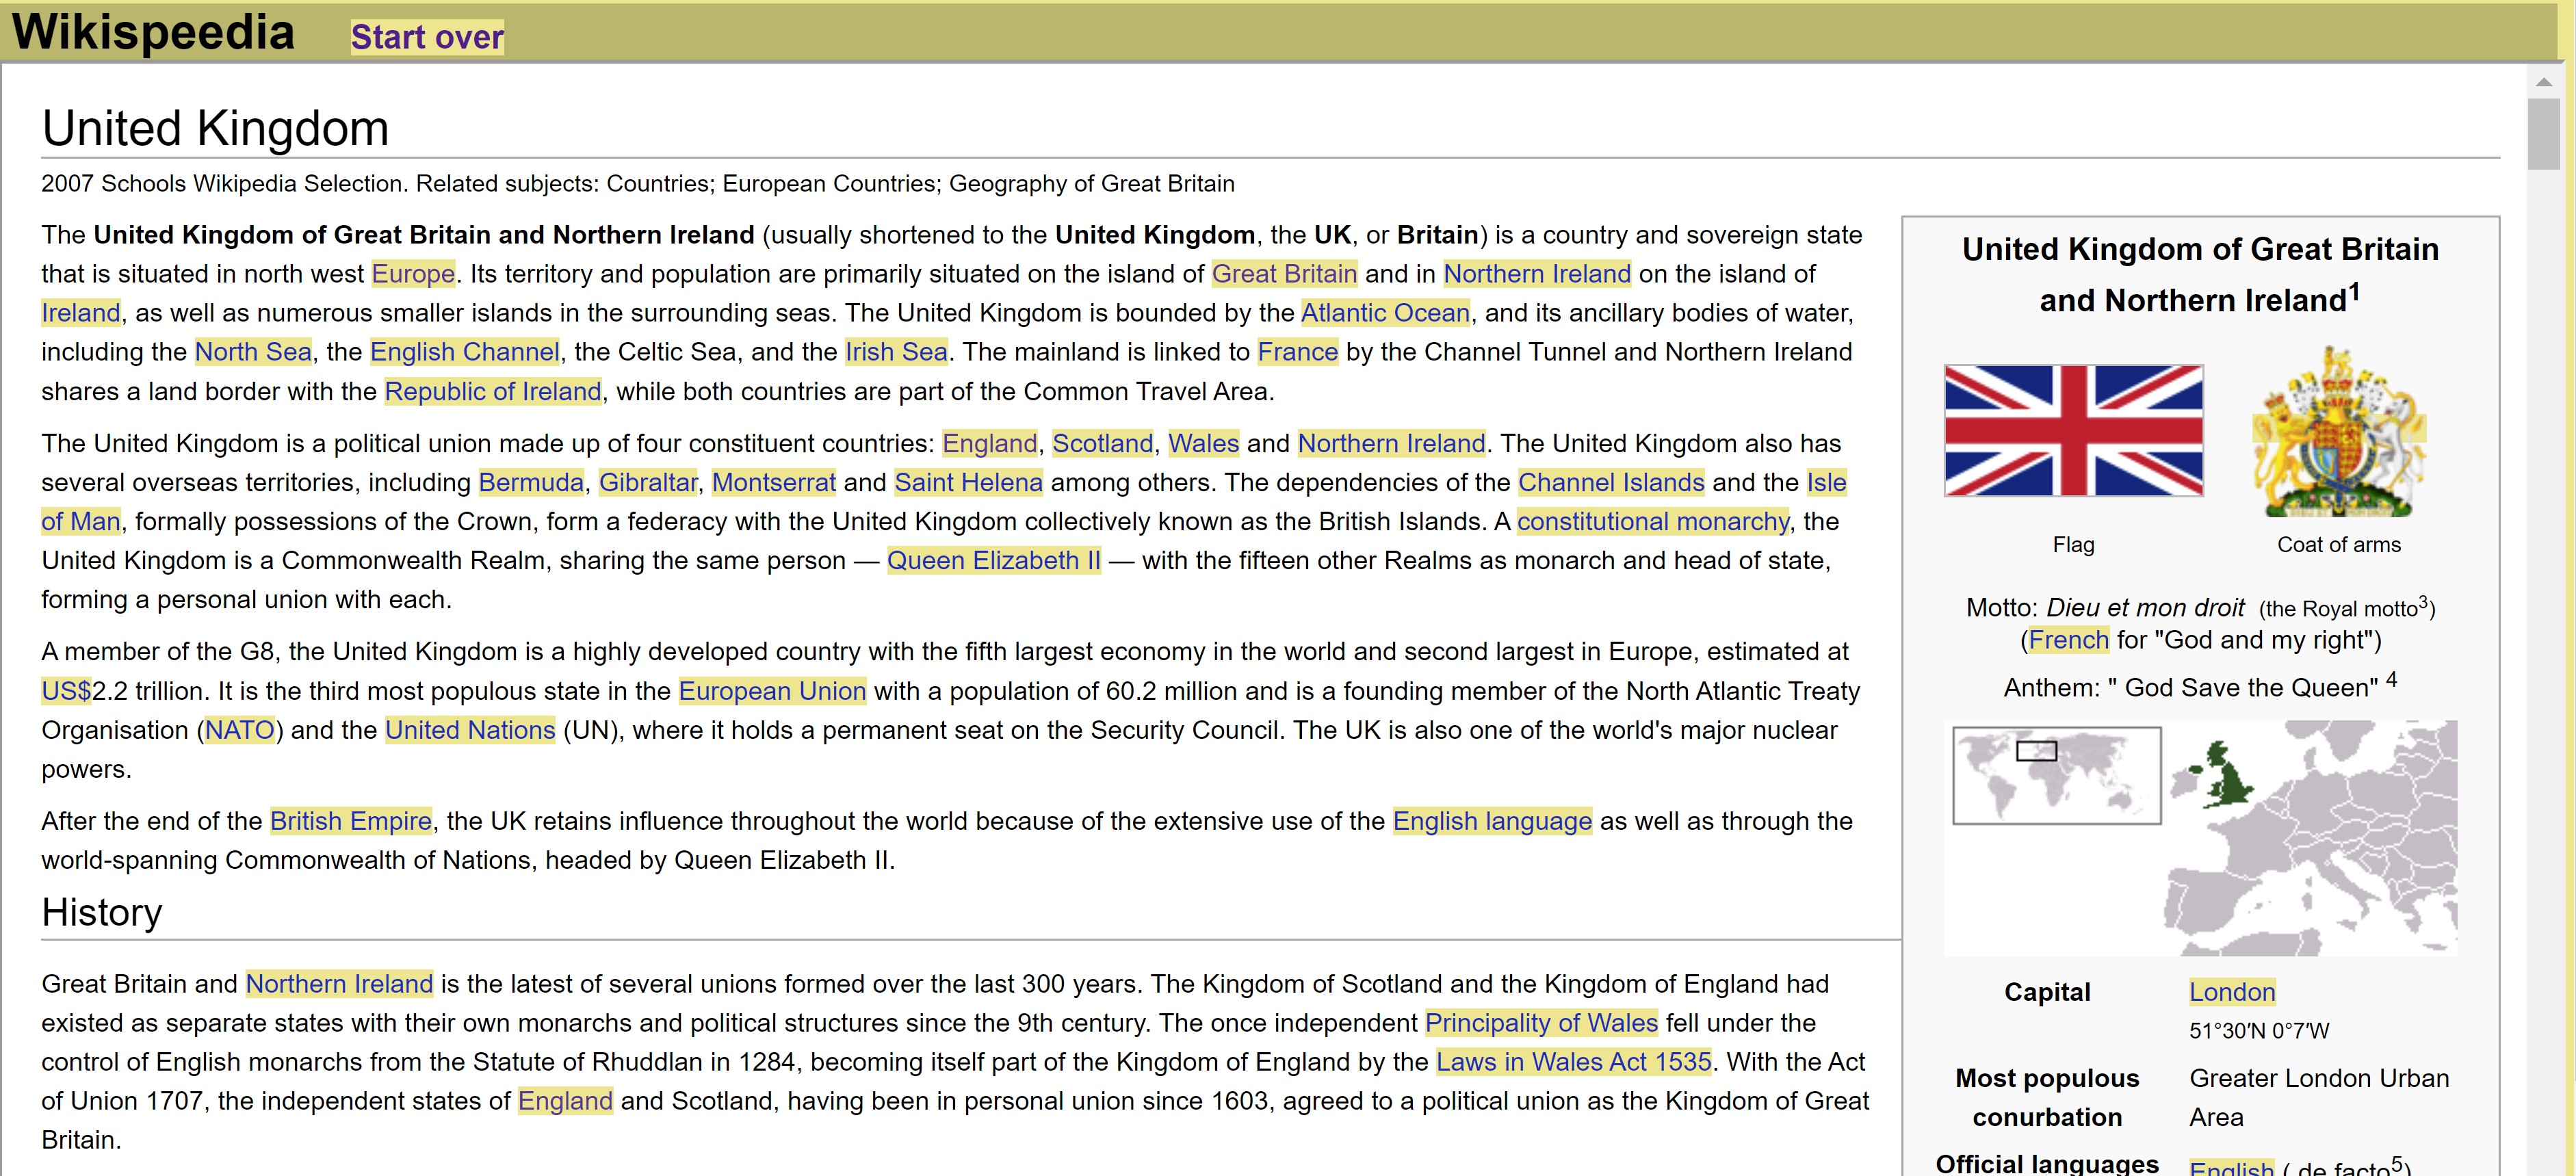 Wikispeedia Start over
United Kingdom
2007 Schools Wikipedia Selection. Related subjects: Countries; European Countries; Geography of Great Britain
The United Kingdom of Great Britain and Northern Ireland (usually shortened to the United Kingdom, the UK, or Britain) is a country and sovereign state
that is situated in north west Europe. Its territory and population are primarily situated on the island of Great Britain and in Northern Ireland on the island of
Ireland, as well as numerous smaller islands in the surrounding seas. The United Kingdom is bounded by the Atlantic Ocean, and its ancillary bodies of water,
including the North Sea, the English Channel, the Celtic Sea, and the Irish Sea. The mainland is linked to France by the Channel Tunnel and Northern Ireland
shares a land border with the Republic of Ireland, while both countries are part of the Common Travel Area.
The United Kingdom is a political union made up of four constituent countries: England, Scotland, Wales and Northern Ireland. The United Kingdom also has
several overseas territories, including Bermuda, Gibraltar, Montserrat and Saint Helena among others. The dependencies of the Channel Islands and the Isle
of Man, formally possessions of the Crown, form a federacy with the United Kingdom collectively known as the British Islands. A constitutional monarchy, the
United Kingdom is a Commonwealth Realm, sharing the same person — Queen Elizabeth II — with the fifteen other Realms as monarch and head of state,
forming a personal union with each.
A member of the G8, the United Kingdom is a highly developed country with the fifth largest economy in the world and second largest in Europe, estimated at
US$2.2 trillion. It is the third most populous state in the European Union with a population of 60.2 million and is a founding member of the North Atlantic Treaty
Organisation (NATO) and the United Nations (UN), where it holds a permanent seat on the Security Council. The UK is also one of the world's major nuclear
powers.
After the end of the British Empire, the UK retains influence throughout the world because of the extensive use of the English language as well as through the
world-spanning Commonwealth of Nations, headed by Queen Elizabeth II.
History
Great Britain and Northern Ireland is the latest of several unions formed over the last 300 years. The Kingdom of Scotland and the Kingdom of England had
existed as separate states with their own monarchs and political structures since the 9th century. The once independent Principality of Wales fell under the
control of English monarchs from the Statute of Rhuddlan in 1284, becoming itself part of the Kingdom of England by the Laws in Wales Act 1535. With the Act
of Union 1707, the independent states of England and Scotland, having been in personal union since 1603, agreed to a political union as the Kingdom of Great
Britain.
United Kingdom of Great Britain
and Northern Ireland1
Flag Coat of arms
Motto: Dieu et mon droit (the Royal motto3)
(French for "God and my right")
Anthem: " God Save the Queen" 4
Capital London
51°30′N 0°7′W
Most populous Greater London Urban
conurbation Area
Official languages English ( de facto5)